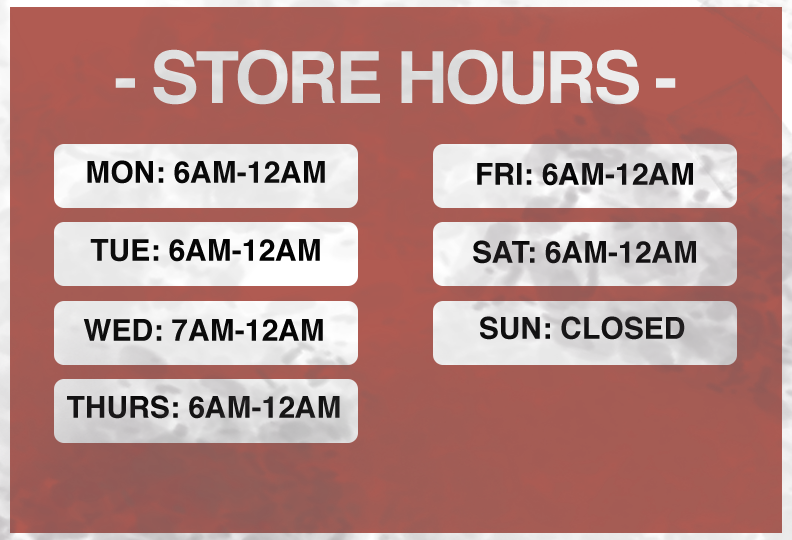 - STORE HOURS -
MON: 6AM-12AM
TUE: 6AM-12AM
WED: 7AM-12AM
THURS: 6AM-12AM
FRI: 6AM-12AM
SAT: 6AM-12AM
SUN: CLOSED